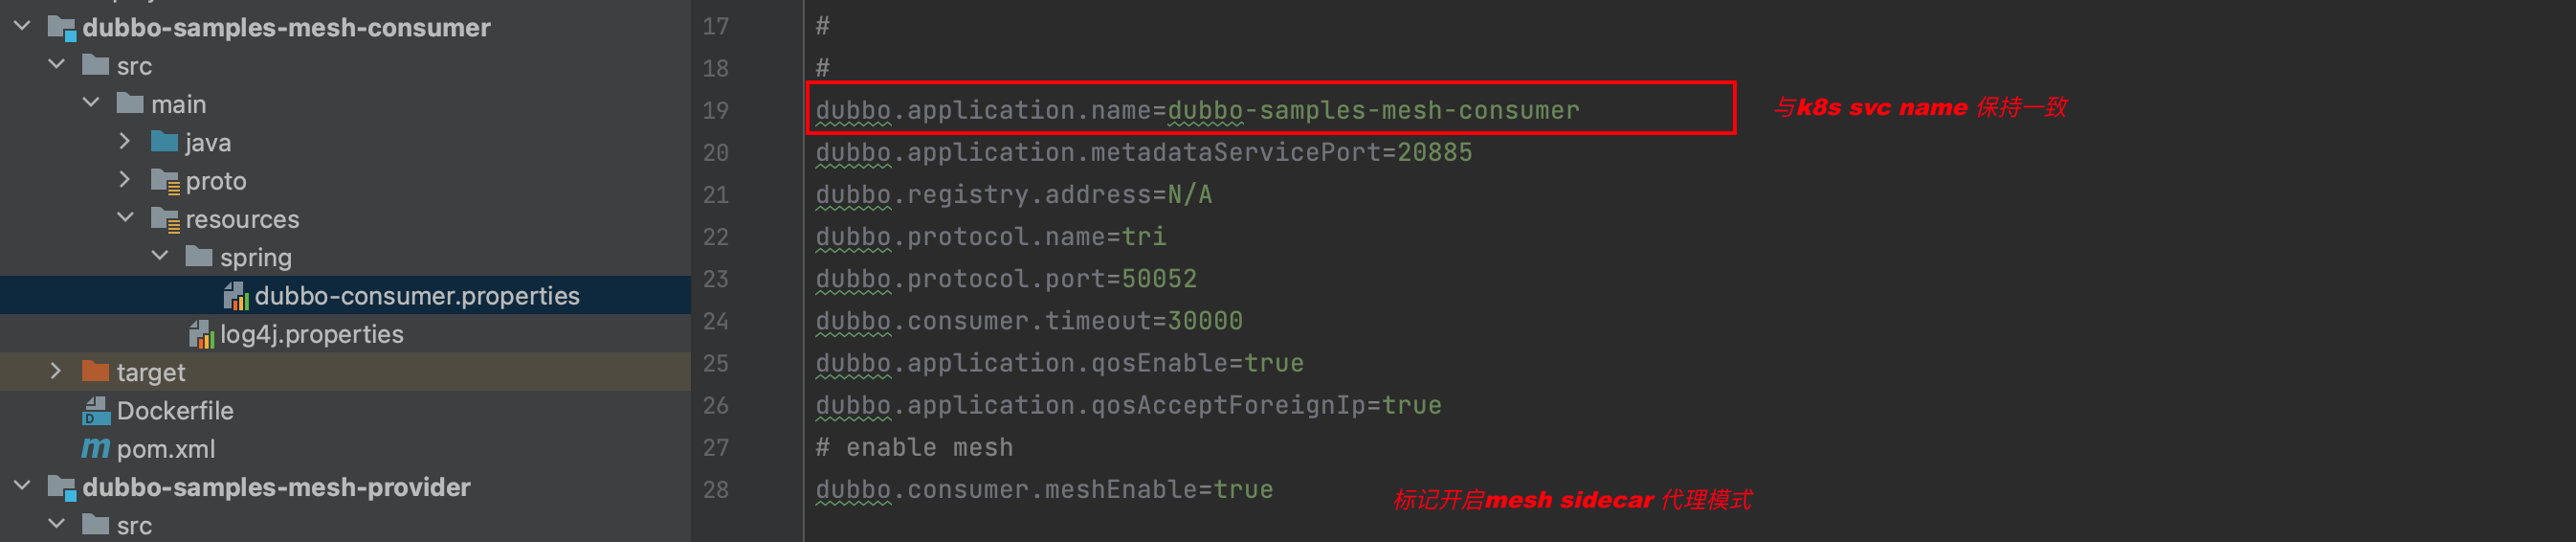 dubbo-samples-mesh-consumer
src
main
java
proto
resources
spring
dubbo-consumer.properties
log4j.properties
target
Dockerfile
pom.xml
dubbo-samples-mesh-provider
src
17 #
18 #
19 dubbo.application.name=dubbo-samples-mesh-consumer 与k8s svc name 保持一致
20 dubbo.application.metadataServicePort=20885
21 dubbo.registry.address=N/A
22 dubbo.protocol.name=tri
23 dubbo.protocol.port=50052
24 dubbo.consumer.timeout=30000
25 dubbo.application.qosEnable=true
26 dubbo.application.qosAcceptForeignIp=true
27 # enable mesh
28 dubbo.consumer.meshEnable=true 标记开启mesh sidecar 代理模式